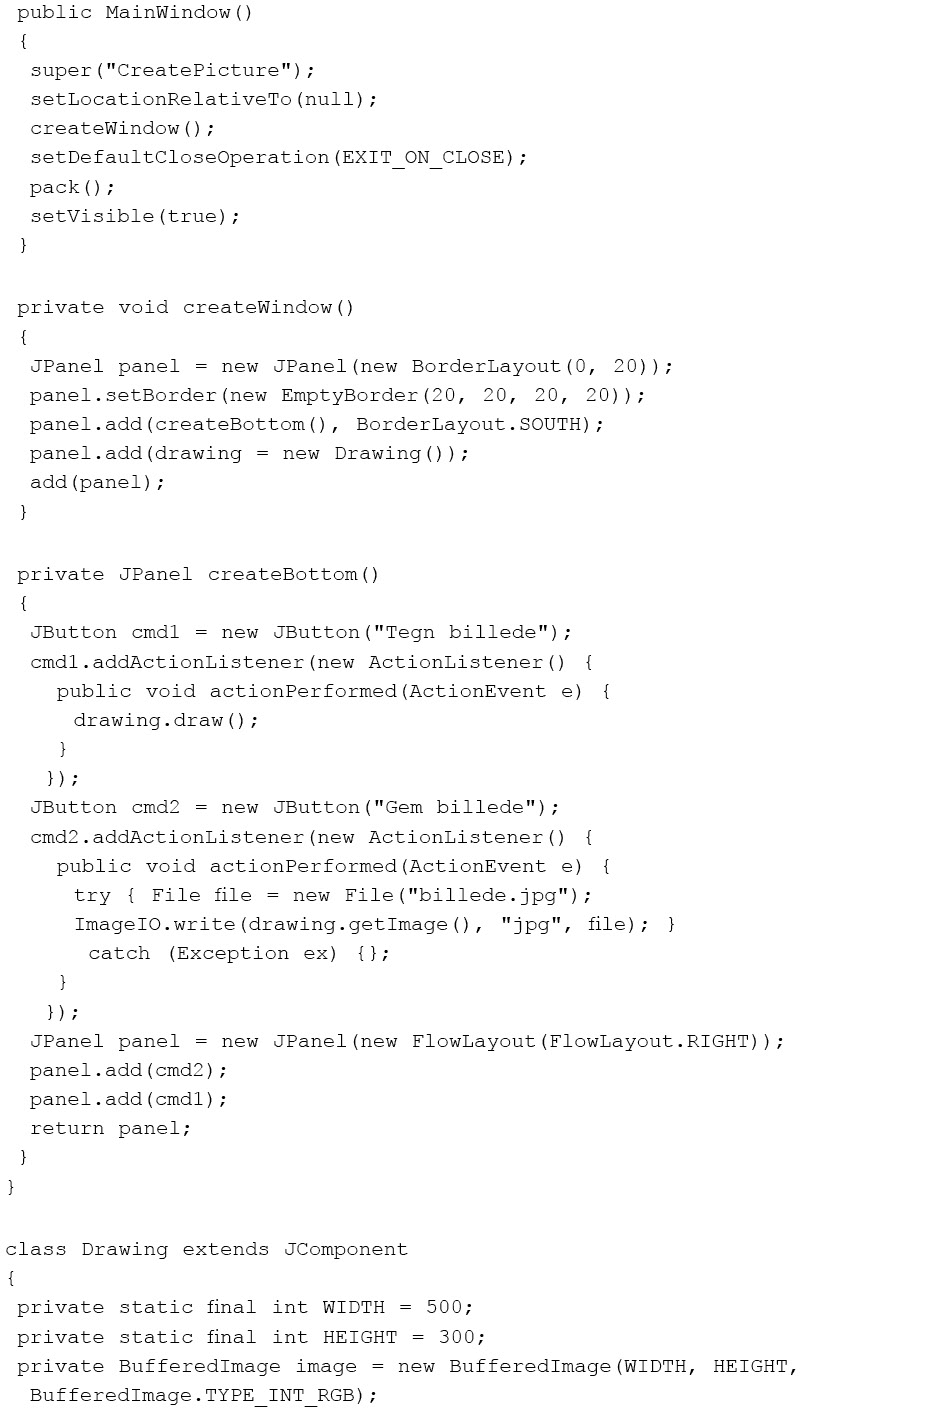 public MainWindow()
{
super("CreatePicture");
setLocationRelativeTo(null);
createWindow();
setDefaultCloseOperation(EXIT_ON_CLOSE);
pack();
setVisible(true);
}
private void createWindow()
{
JPanel panel = new JPanel(new BorderLayout(0, 20));
panel.setBorder(new EmptyBorder(20, 20, 20, 20));
panel.add(createBottom(), BorderLayout.SOUTH);
panel.add(drawing = new Drawing());
add(panel);
}
private JPanel createBottom()
{
JButton cmd1 = new JButton("Tegn billede");
cmd1.addActionListener(new ActionListener() {
public void actionPerformed(ActionEvent e) {
drawing.draw();
}
});
JButton cmd2 = new JButton("Gem billede");
cmd2.addActionListener(new ActionListener() {
public void actionPerformed(ActionEvent e) {
try { File file = new File("billede.jpg");
ImageIO.write(drawing.getImage(), "jpg", file); }
catch (Exception ex) {};
}
});
JPanel panel = new JPanel(new FlowLayout(FlowLayout.RIGHT));
panel.add(cmd2);
panel.add(cmd1);
return panel;
}
}
class Drawing extends JComponent
{
private static final int WIDTH = 500;
private static final int HEIGHT = 300;
private BufferedImage image = new BufferedImage(WIDTH, HEIGHT,
BufferedImage.TYPE_INT_RGB);